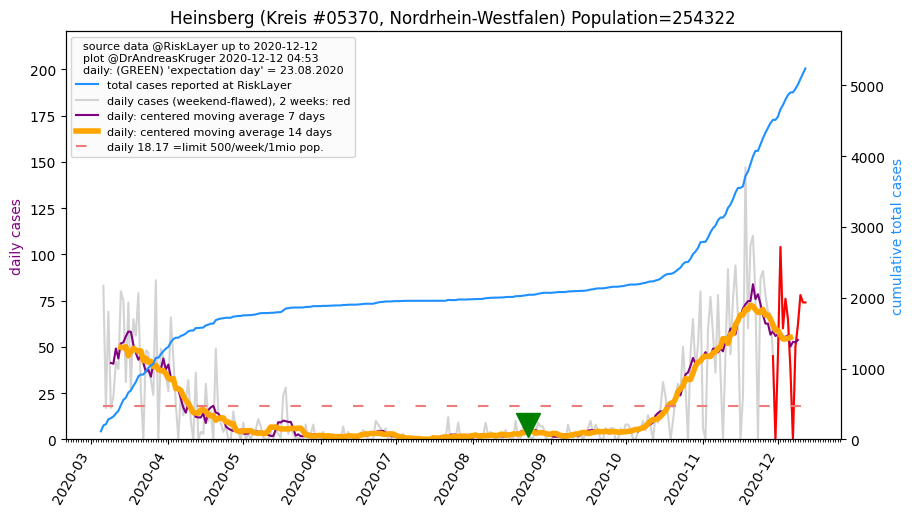 Heinsberg (Kreis #05370, Nordrhein-Westfalen) Population=254322
source data @RiskLayer up to 2020-12-12
plot @DrAndreasKruger 2020-12-12 04:53
daily: (GREEN) 'expectation day' = 23.08.2020
total cases reported at RiskLayer
daily cases (weekend-flawed), 2 weeks: red
daily: centered moving average 7 days
daily: centered moving average 14 days
daily 18.17 =limit 500/week/1mio pop.
daily cases
200
175
150
125
100
75
50
25
0
cumulative total cases
5000
4000
3000
2000
1000
0
2020-03
2020-04
2020-05
2020-06
2020-07
2020-08
2020-09
2020-10
2020-11
2020-12